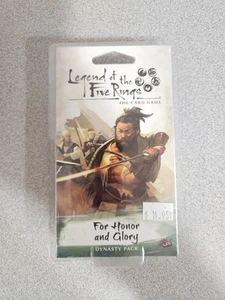 Legend of the
Five Rings
THE CARD GAME
For Honor
and Glory
DYNASTY PACK